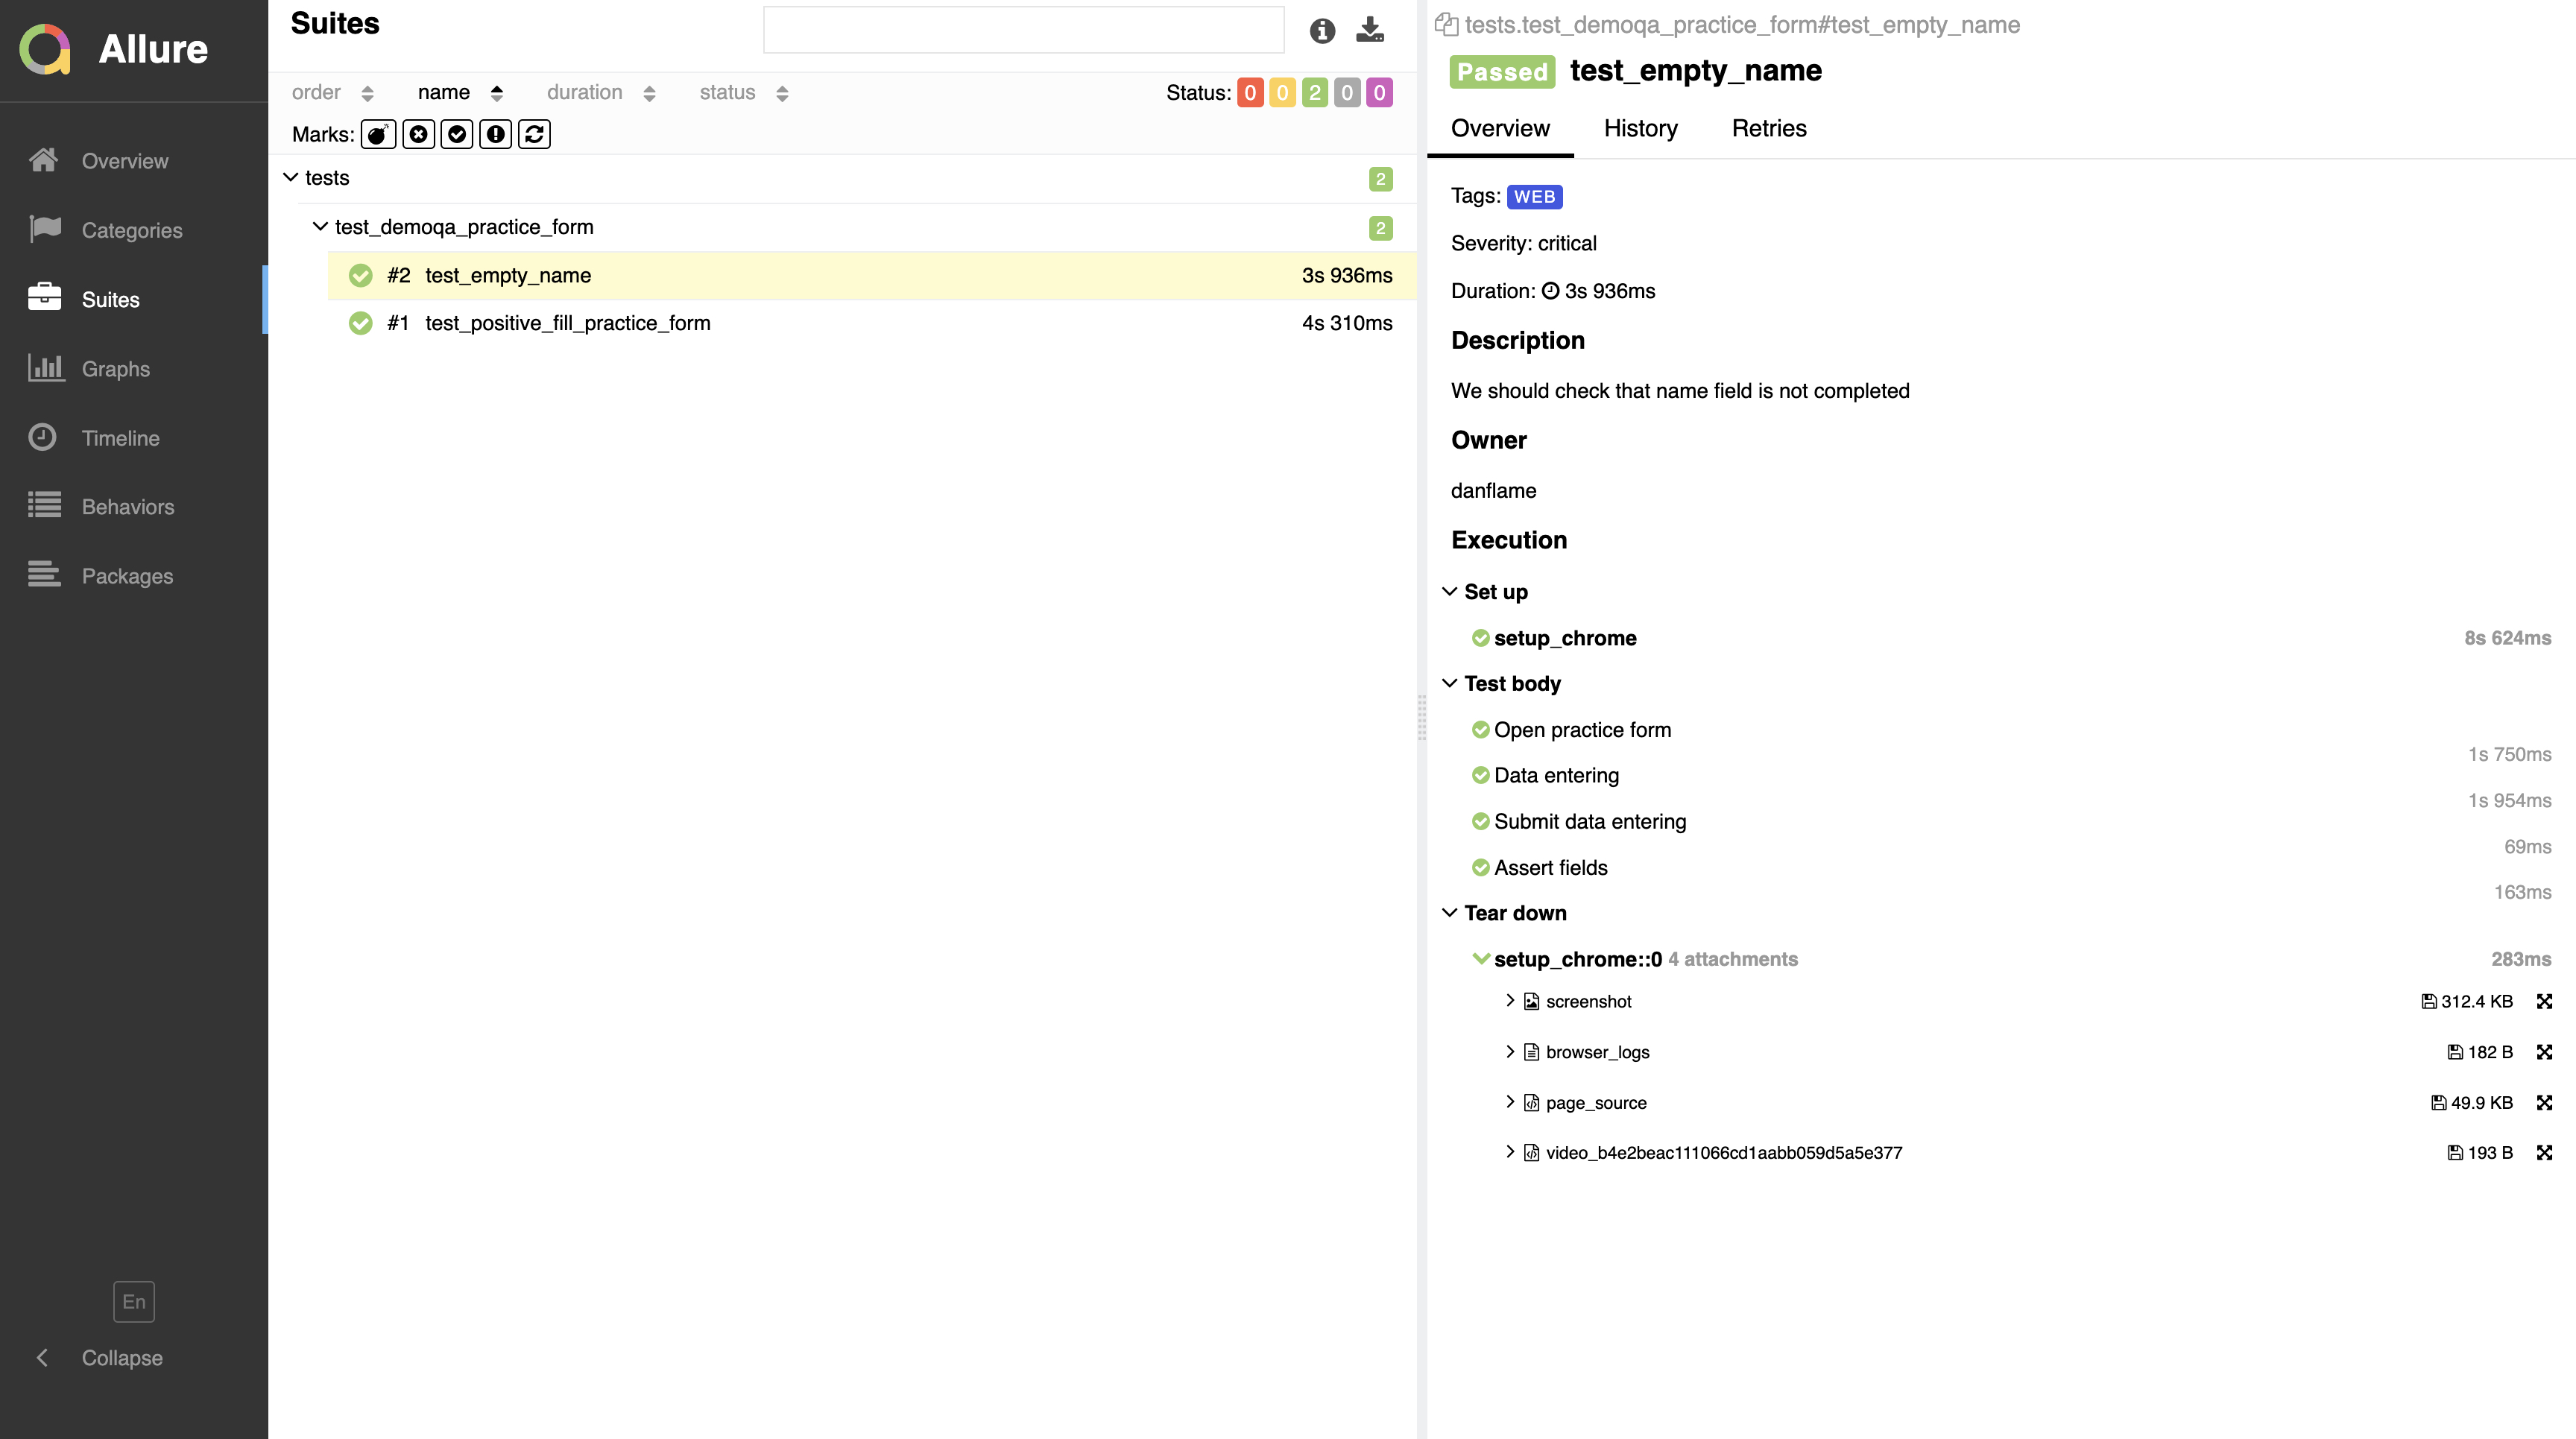 Allure
Overview
Categories
Suites
Graphs
Timeline
Behaviors
Packages
En
Collapse
Suites
order name duration status Status: 0 0 2 0 0
Marks:
tests 2
test_demoqa_practice_form 2
#2 test_empty_name 3s 936ms
#1 test_positive_fill_practice_form 4s 310ms
tests.test_demoqa_practice_form#test_empty_name
Passed test_empty_name
Overview History Retries
Tags: WEB
Severity: critical
Duration: 3s 936ms
Description
We should check that name field is not completed
Owner
danflame
Execution
Set up
setup_chrome 8s 624ms
Test body
Open practice form 1s 750ms
Data entering 1s 954ms
Submit data entering 69ms
Assert fields 163ms
Tear down
setup_chrome::0 4 attachments 283ms
screenshot 312.4 KB
browser_logs 182 B
page_source 49.9 KB
video_b4e2beac111066cd1aabb059d5a5e377 193 B